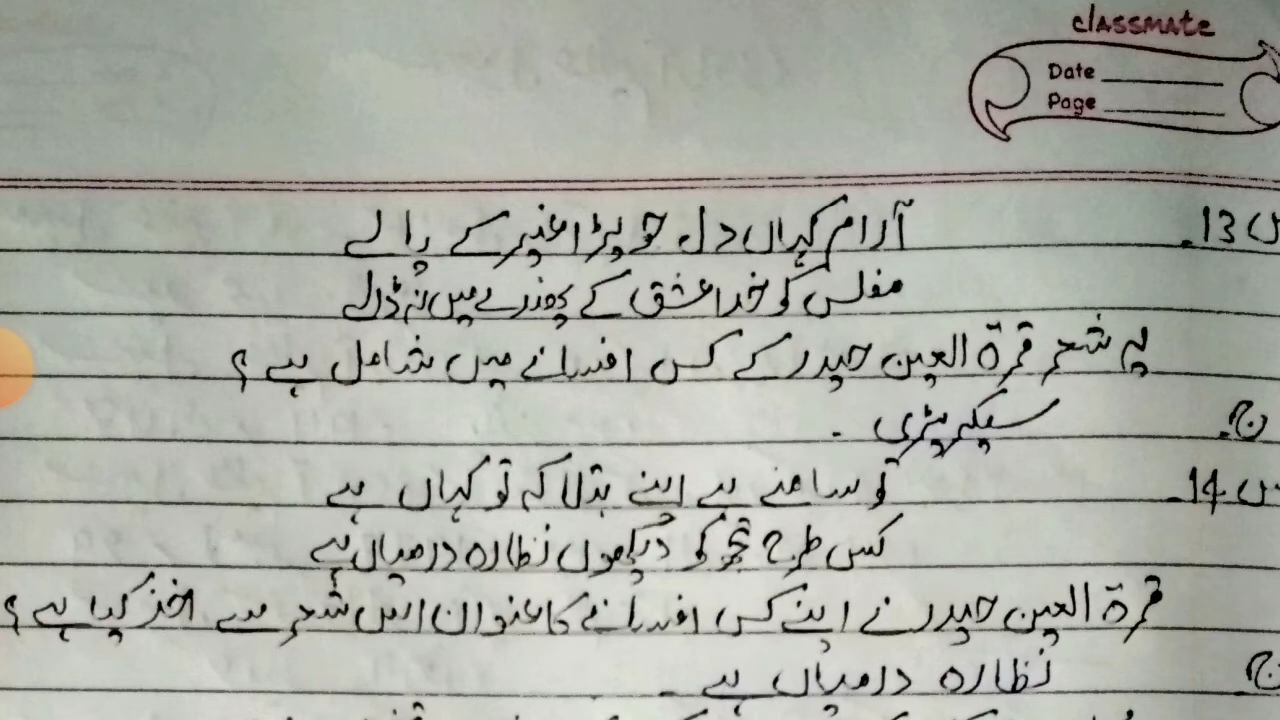 classmate
Date
Page
س 13. آرام کہاں دل جو پڑا غیر کے پالے
مفلس کو خدا عشق کے پھندے میں نہ ڈالے
یہ شعر قرۃ العین حیدر کے کس افسانے میں شامل ہے؟
ج. سیکریٹری.
س 14. تو سامنے ہے اپنے بتلا کہ تو کہاں ہے
کس طرح تجھ کو دیکھوں نظارہ درمیاں ہے
قرۃ العین حیدر نے اپنے کس افسانے کا عنوان اس شعر سے اخذ کیا ہے؟
ج نظارہ درمیاں ہے.